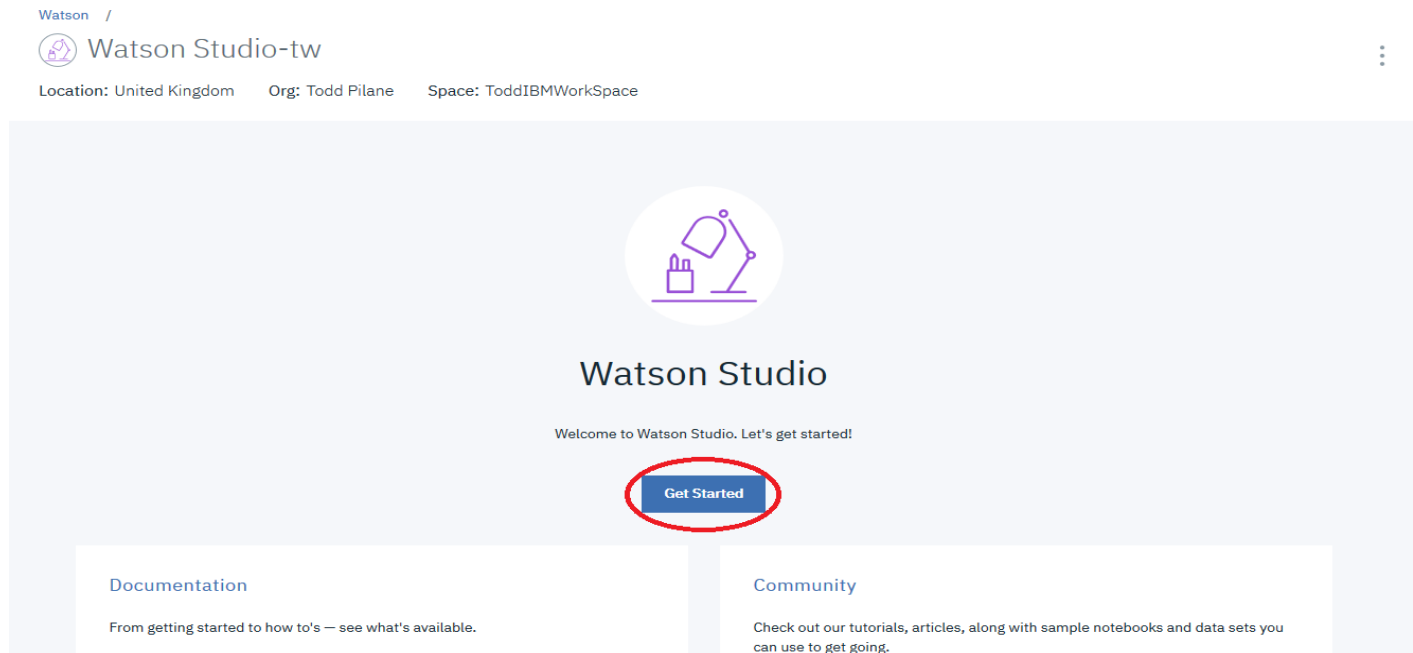 Watson /
Watson Studio-tw
Location: United Kingdom Org: Todd Pilane Space: ToddIBMWorkSpace
Watson Studio
Welcome to Watson Studio. Let's get started!
Get Started
Documentation
From getting started to how to's — see what's available.
Community
Check out our tutorials, articles, along with sample notebooks and data sets you
can use to get going.